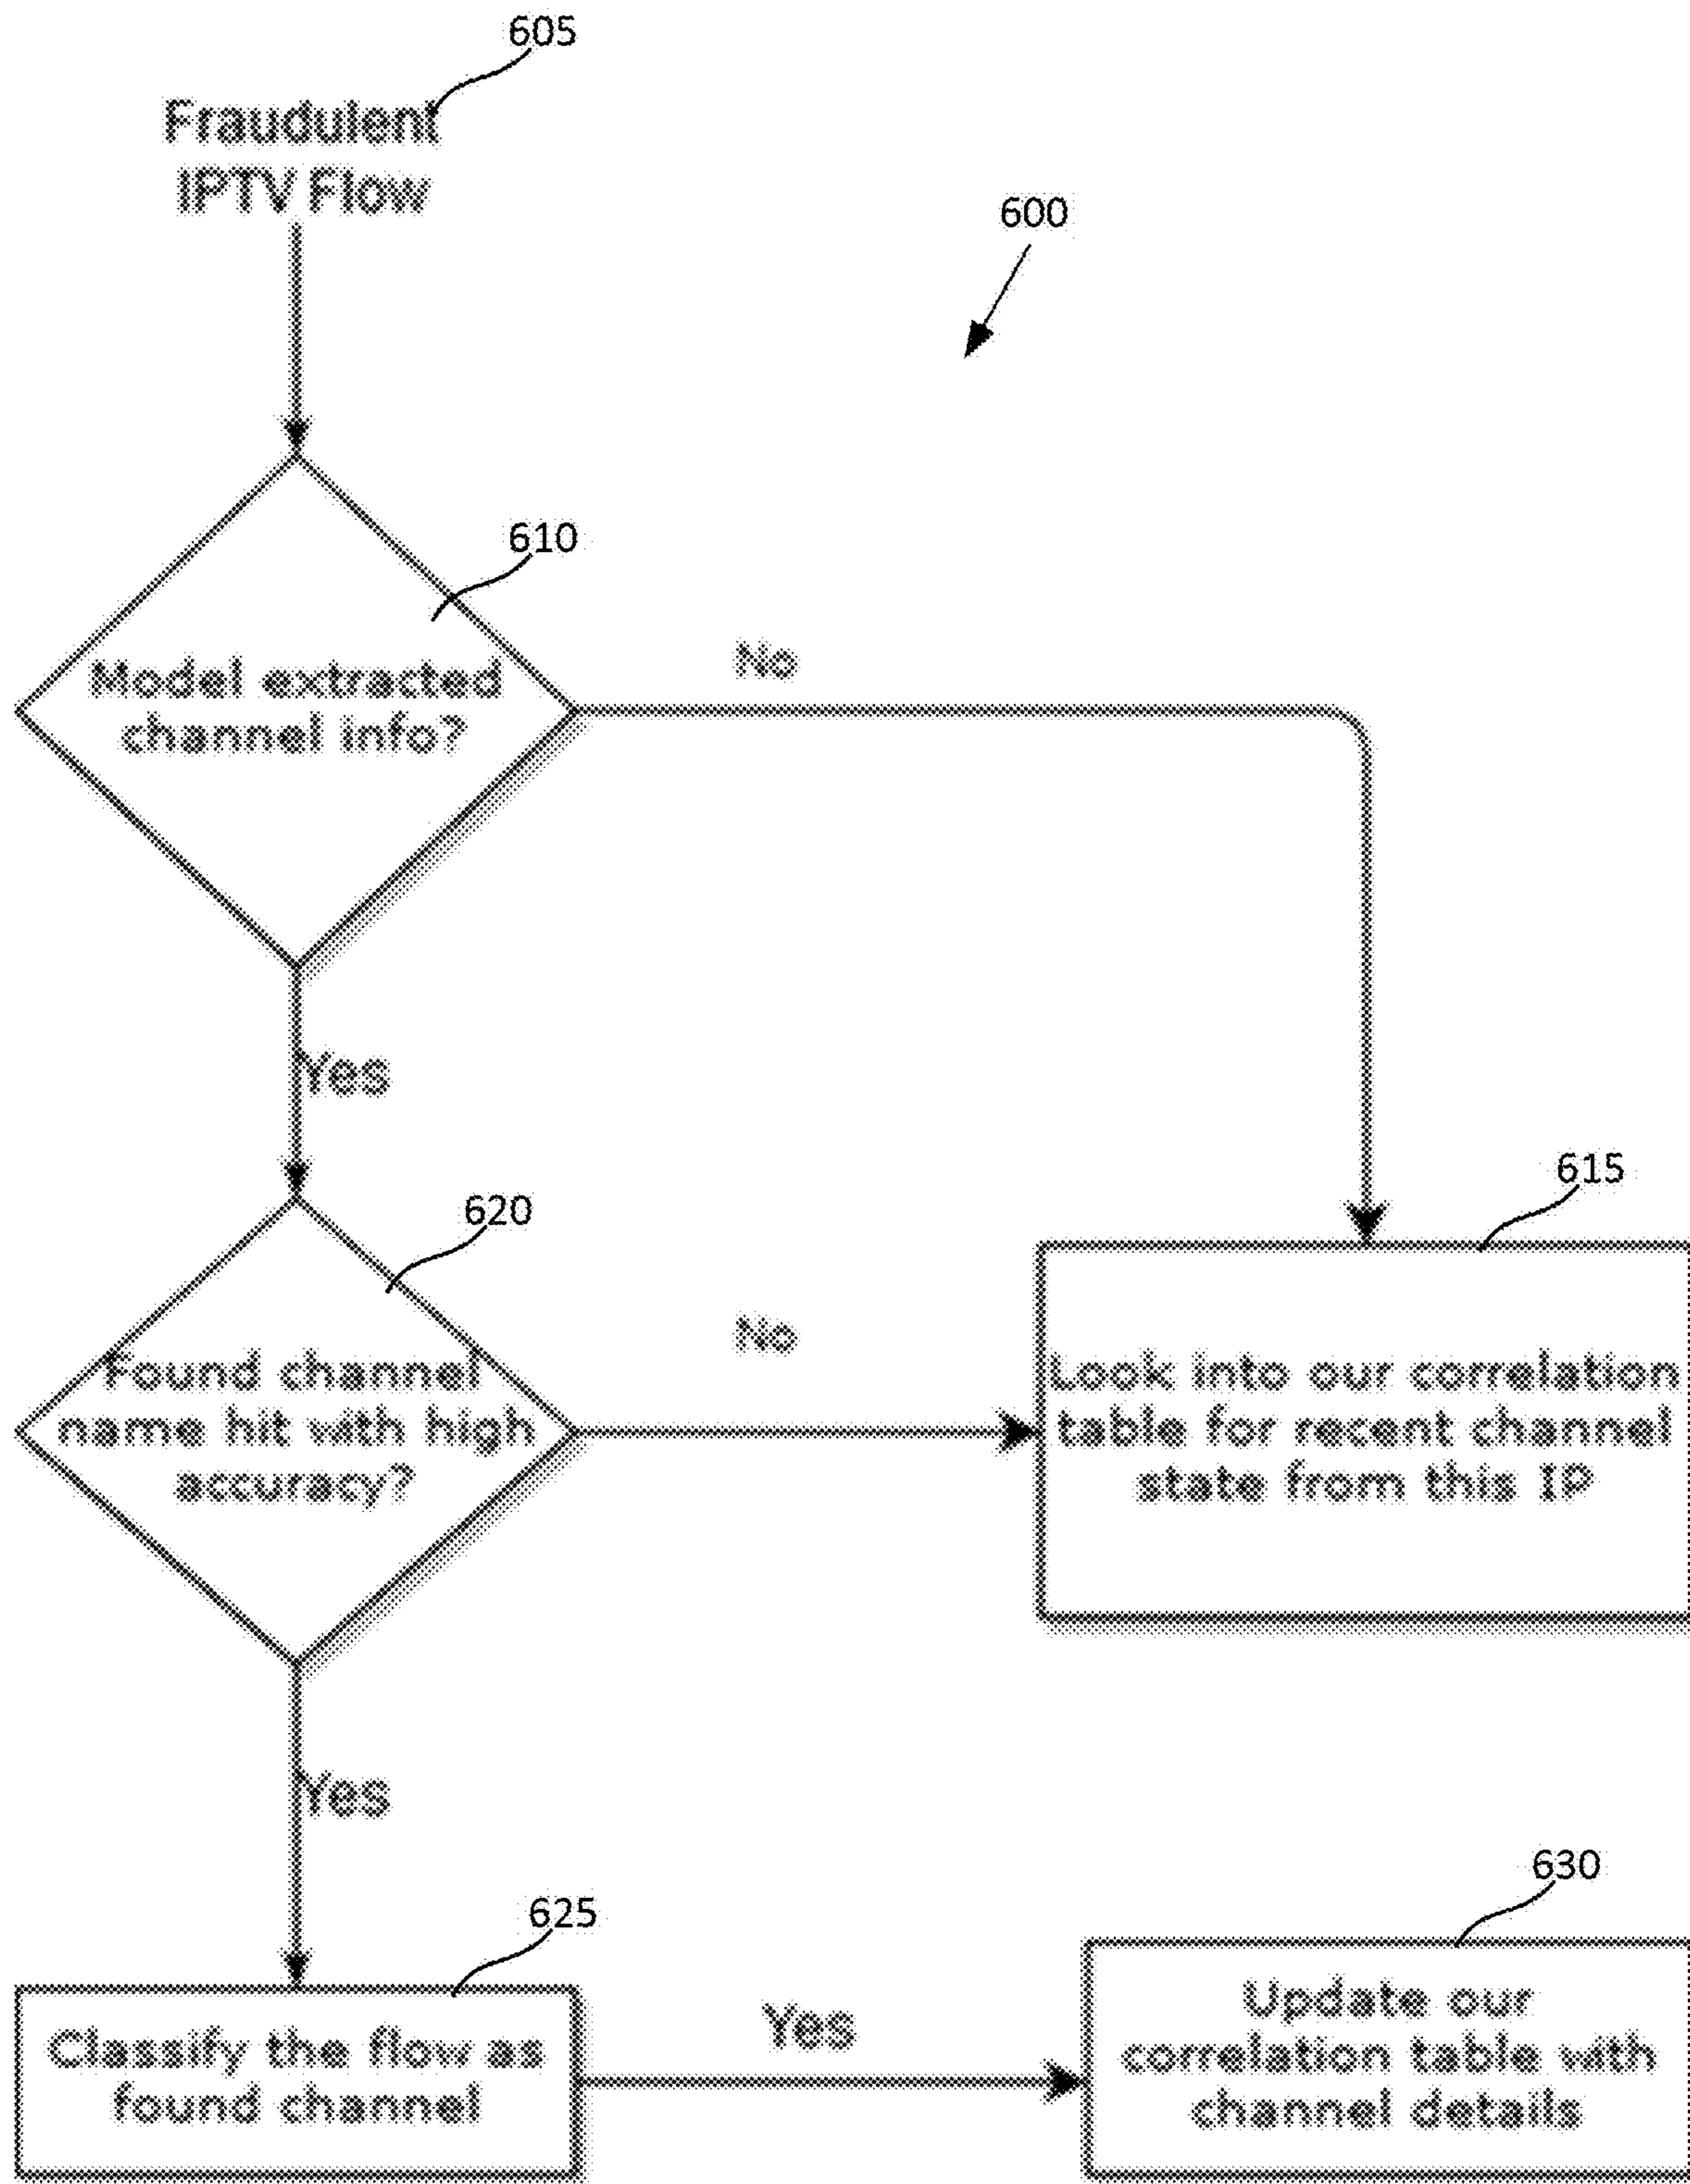 605
Fraudulent
IPTV Flow
600
610
Model extracted
channel info?
No
Yes
620
Found channel
name hit with high
accuracy?
No
615
Look into our correlation
table for recent channel
state from this IP
Yes
625
Classify the flow as
found channel
Yes
630
Update our
correlation table with
channel details